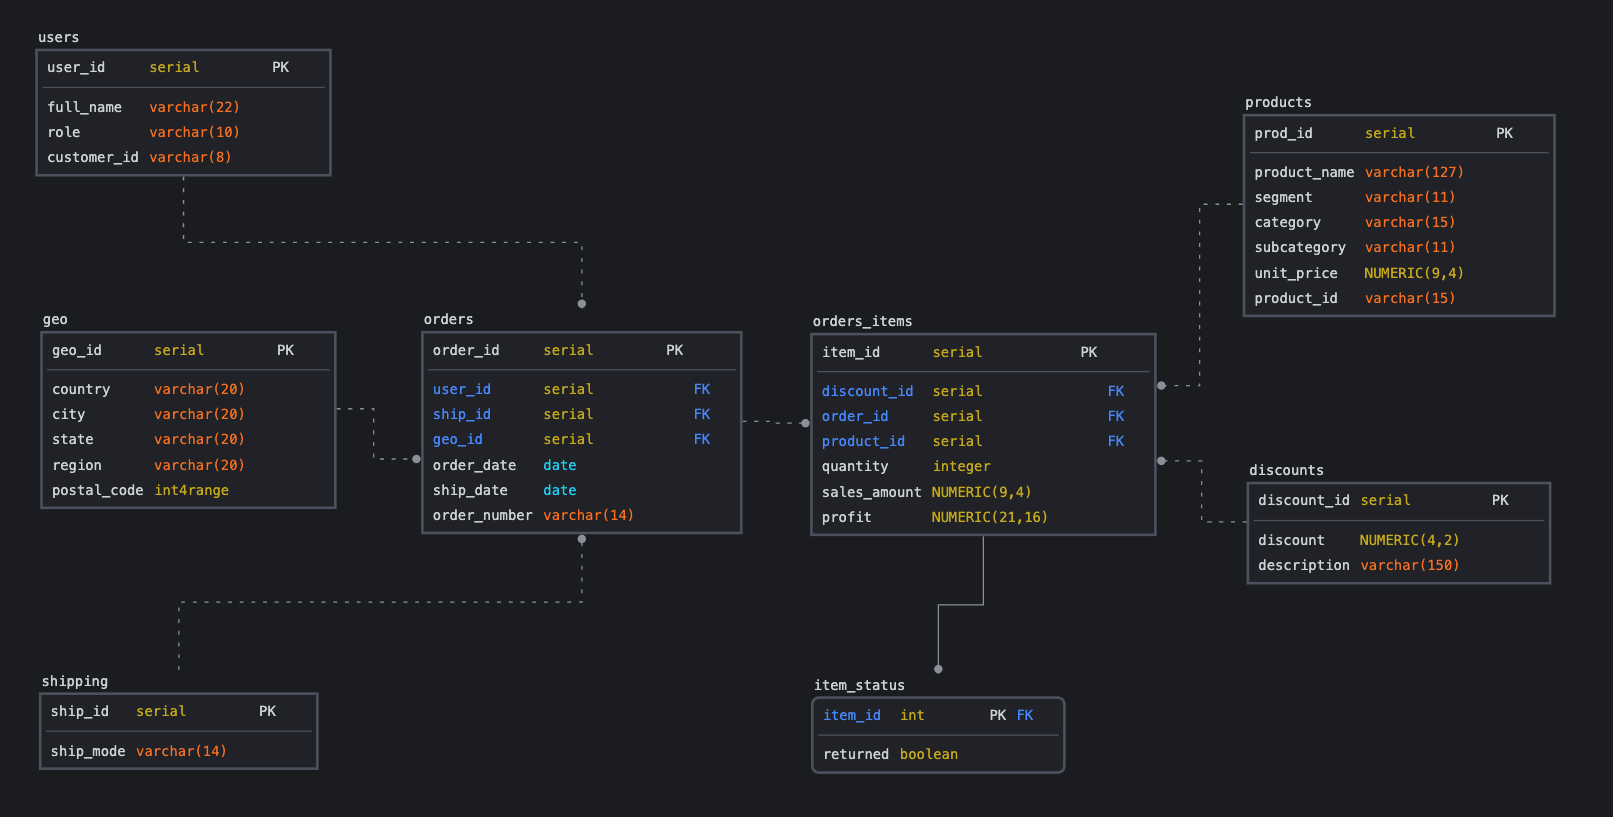 users
user_id serial PK
full_name varchar(22)
role varchar(10)
customer_id varchar(8)
products
prod_id serial PK
product_name varchar(127)
segment varchar(11)
category varchar(15)
subcategory varchar(11)
unit_price NUMERIC(9,4)
product_id varchar(15)
geo
geo_id serial PK
country varchar(20)
city varchar(20)
state varchar(20)
region varchar(20)
postal_code int4range
orders
order_id serial PK
user_id serial FK
ship_id serial FK
geo_id serial FK
order_date date
ship_date date
order_number varchar(14)
orders_items
item_id serial PK
discount_id serial FK
order_id serial FK
product_id serial FK
quantity integer
sales_amount NUMERIC(9,4)
profit NUMERIC(21,16)
discounts
discount_id serial PK
discount NUMERIC(4,2)
description varchar(150)
shipping
ship_id serial PK
ship_mode varchar(14)
item_status
item_id int PK FK
returned boolean